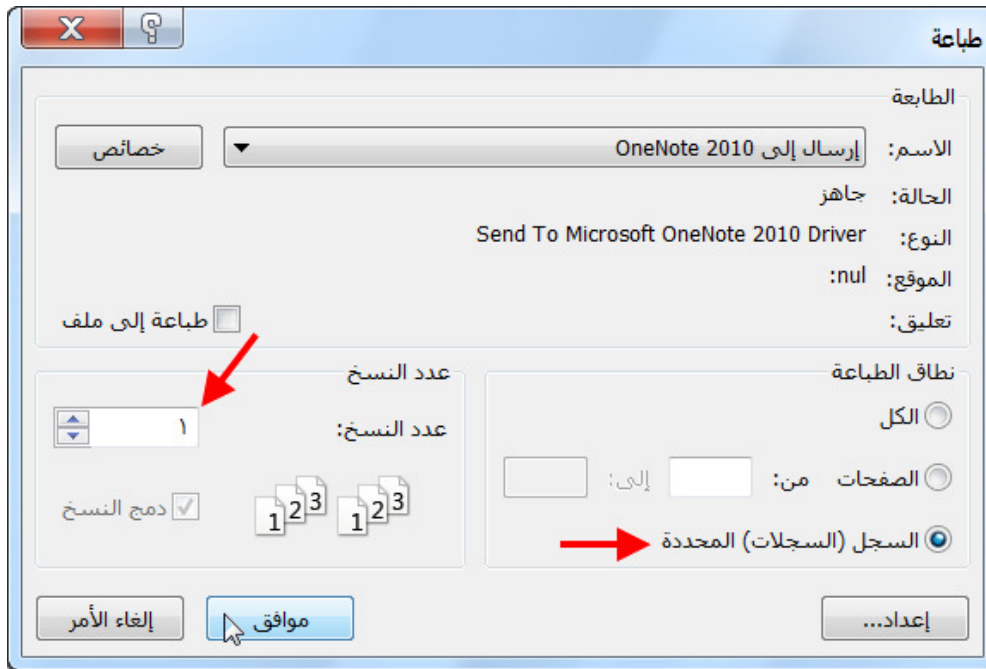 طباعة
الطابعة
الاسم: إرسال إلى OneNote 2010 خصائص
الحالة: جاهز
النوع: Send To Microsoft OneNote 2010 Driver
الموقع: nul:
تعليق: طباعة إلى ملف
نطاق الطباعة
الكل
الصفحات من: إلى:
السجل (السجلات) المحددة
عدد النسخ
عدد النسخ: ١
1 2 3 1 2 3
دمج النسخ
إعداد... موافق إلغاء الأمر